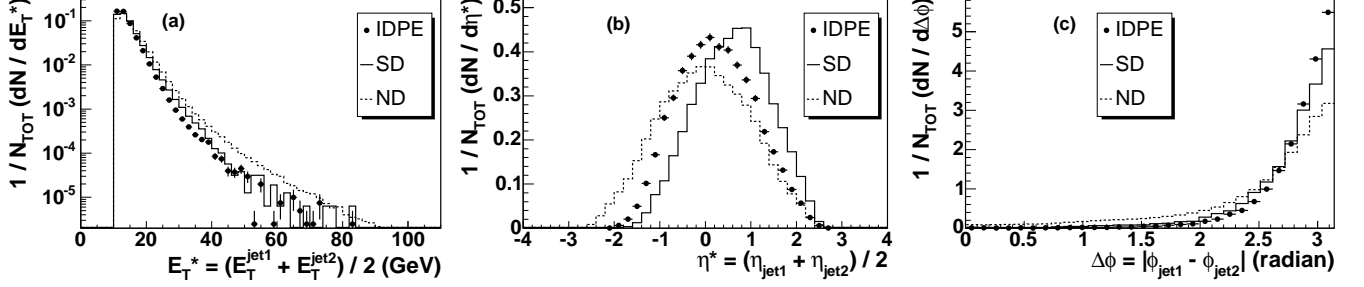 1 / N_TOT (dN / dE_T*)
10^-1
10^-2
10^-3
10^-4
10^-5
(a)
IDPE
SD
ND
0 20 40 60 80 100
E_T* = (E_T^jet1 + E_T^jet2) / 2 (GeV)
1 / N_TOT (dN / dη*)
0.5
0.4
0.3
0.2
0.1
0
(b)
IDPE
SD
ND
-4 -3 -2 -1 0 1 2 3 4
η* = (η_jet1 + η_jet2) / 2
1 / N_TOT (dN / dΔϕ)
5
4
3
2
1
0
(c)
IDPE
SD
ND
0 0.5 1 1.5 2 2.5 3
Δϕ = |ϕ_jet1 - ϕ_jet2| (radian)